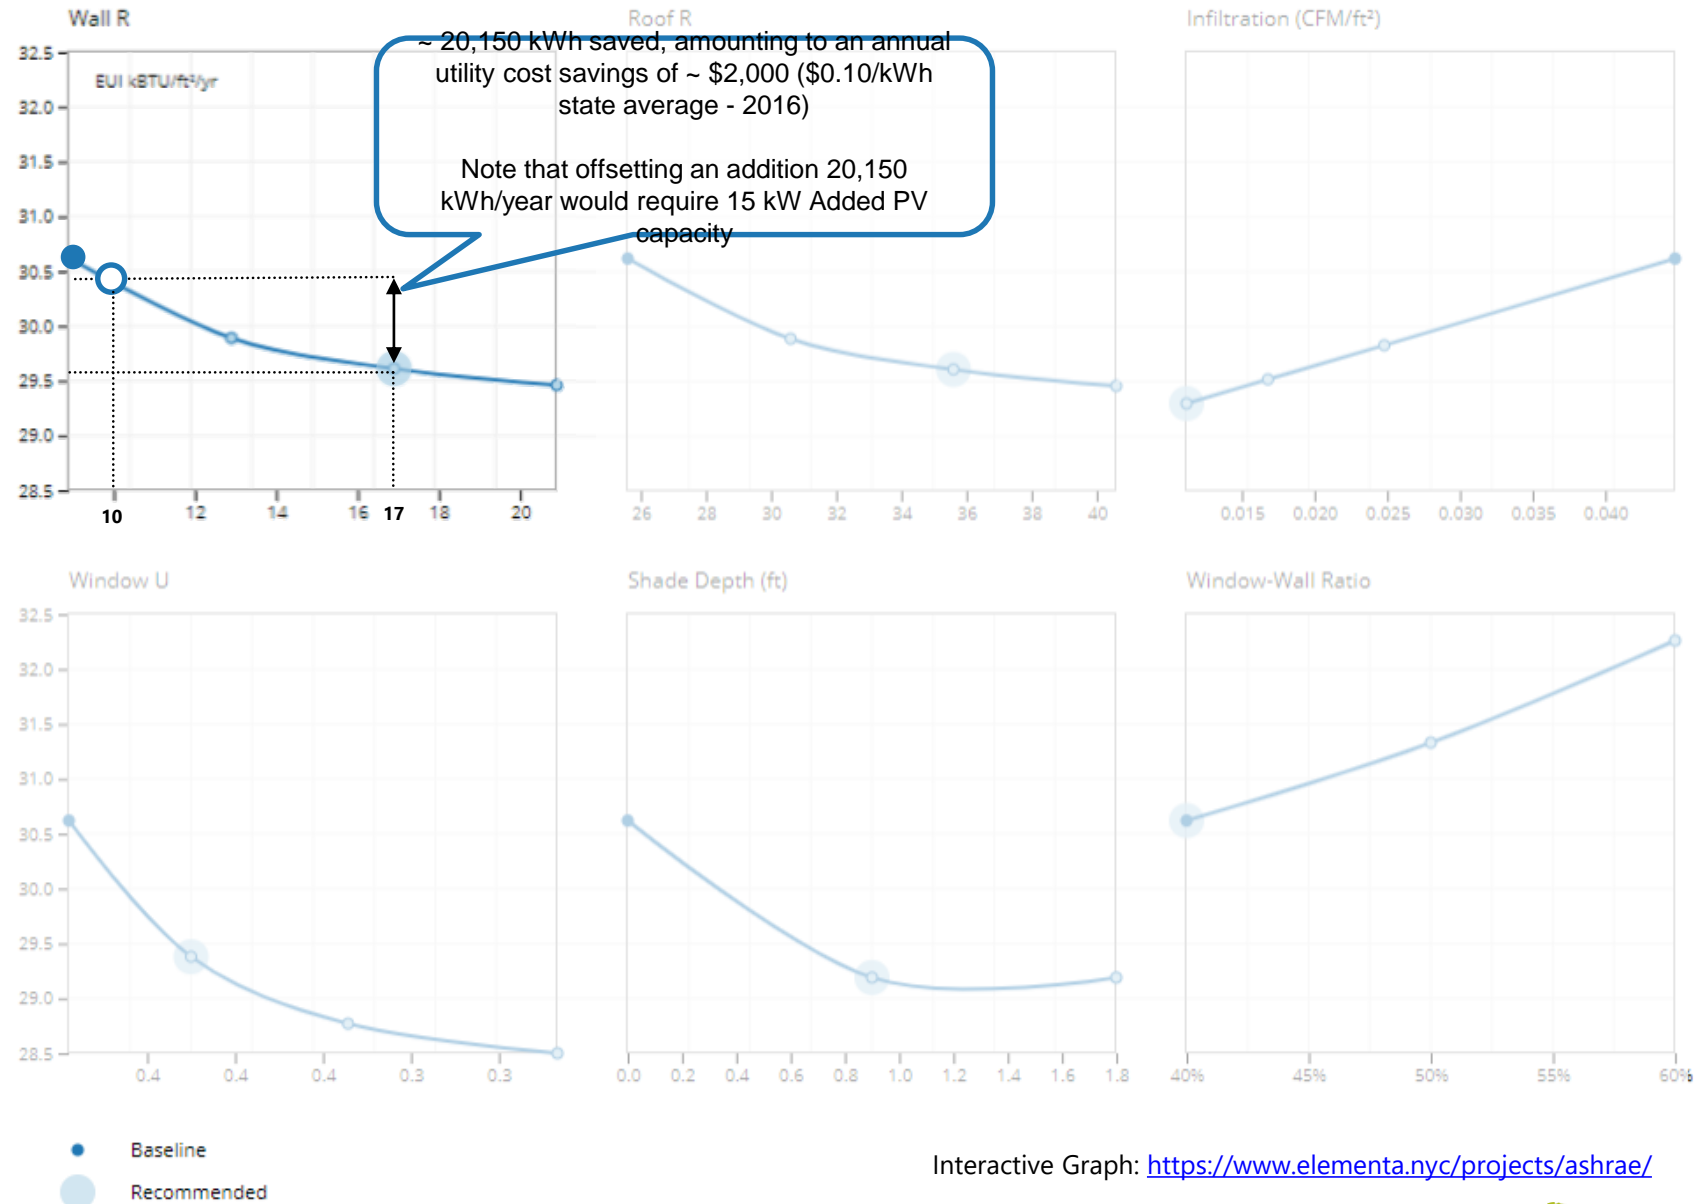 Wall R
Roof R
Infiltration (CFM/ft²)
~ 20,150 kWh saved, amounting to an annual
utility cost savings of ~ $2,000 ($0.10/kWh
state average - 2016)
Note that offsetting an addition 20,150
kWh/year would require 15 kW Added PV
capacity
EUI kBTU/ft²/yr
32.5
32.0
31.5
31.0
30.5
30.0
29.5
29.0
28.5
10 12 14 16 17 18 20
26 28 30 32 34 36 38 40
0.015 0.020 0.025 0.030 0.035 0.040
Window U
Shade Depth (ft)
Window-Wall Ratio
32.5
32.0
31.5
31.0
30.5
30.0
29.5
29.0
28.5
0.4 0.4 0.4 0.3 0.3
0.0 0.2 0.4 0.6 0.8 1.0 1.2 1.4 1.6 1.8
40% 45% 50% 55% 60%
Baseline
Recommended
Interactive Graph: https://www.elementa.nyc/projects/ashrae/